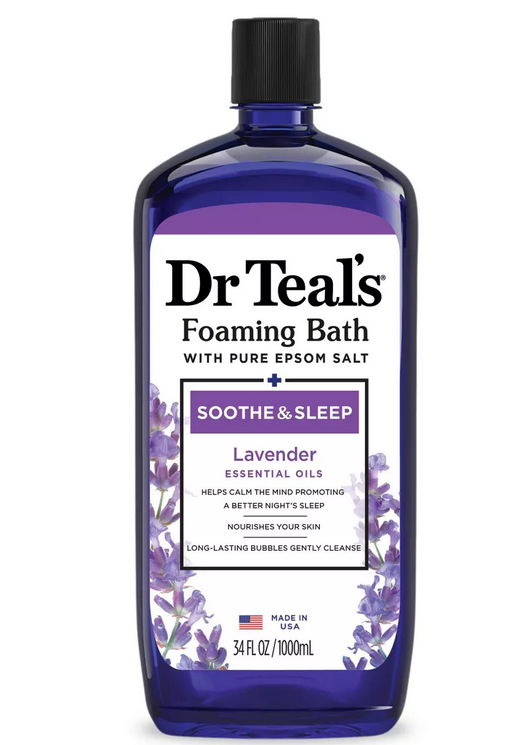 Dr Teal's®
Foaming Bath
WITH PURE EPSOM SALT
SOOTHE & SLEEP
Lavender
ESSENTIAL OILS
HELPS CALM THE MIND PROMOTING
A BETTER NIGHT'S SLEEP
NOURISHES YOUR SKIN
LONG-LASTING BUBBLES GENTLY CLEANSE
MADE IN
USA
34 FL OZ / 1000mL